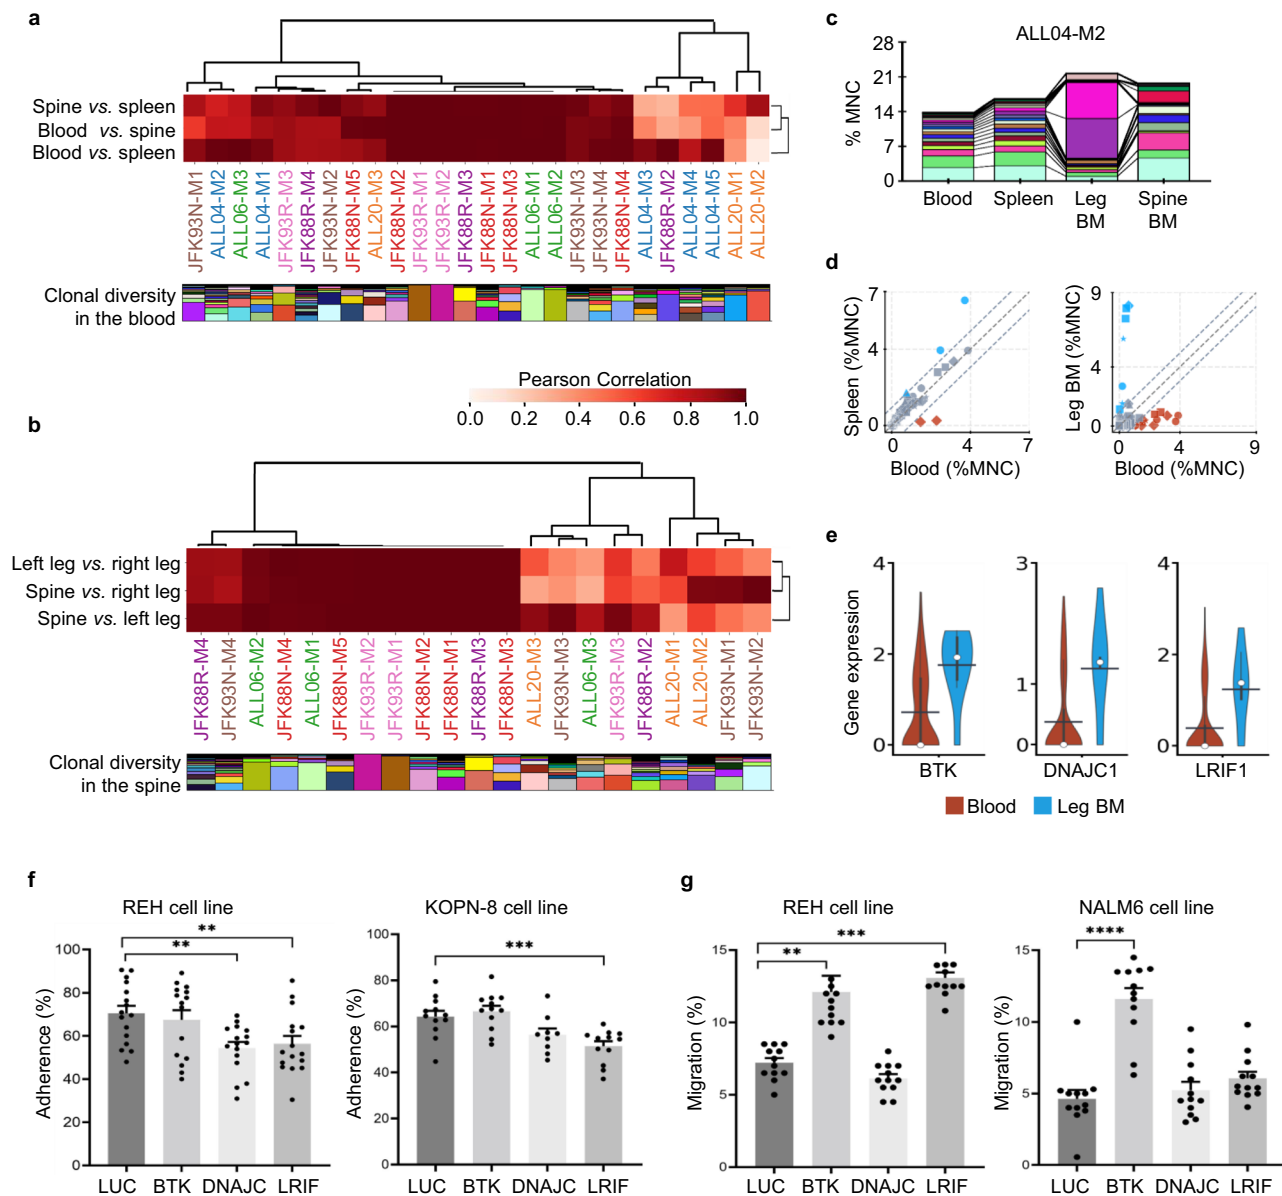 a
Spine vs. spleen
Blood vs. spine
Blood vs. spleen
JFK93N-M1
ALL04-M2
ALL06-M3
ALL04-M1
JFK93R-M3
JFK88R-M4
JFK93N-M2
JFK88N-M5
ALL20-M3
JFK88N-M2
JFK93R-M1
JFK93R-M2
JFK88R-M3
JFK88N-M1
JFK88N-M3
ALL06-M1
ALL06-M2
JFK93N-M3
JFK93N-M4
JFK88N-M4
ALL04-M3
JFK88R-M2
ALL04-M4
ALL04-M5
ALL20-M1
ALL20-M2
Clonal diversity
in the blood
Pearson Correlation
0.0 0.2 0.4 0.6 0.8 1.0
b
Left leg vs. right leg
Spine vs. right leg
Spine vs. left leg
JFK88R-M4
JFK93N-M4
ALL06-M2
JFK88N-M4
ALL06-M1
JFK88N-M5
JFK93R-M2
JFK93R-M1
JFK88N-M2
JFK88N-M1
JFK88R-M3
JFK88N-M3
ALL20-M3
JFK93N-M3
ALL06-M3
JFK93R-M3
JFK88R-M2
ALL20-M1
ALL20-M2
JFK93N-M1
JFK93N-M2
Clonal diversity
in the spine
c
ALL04-M2
% MNC
28
21
14
7
0
Blood Spleen Leg BM Spine BM
d
Spleen (%MNC)
7
4
0
0 4 7
Blood (%MNC)
Leg BM (%MNC)
9
4
0
0 4 9
Blood (%MNC)
e
Gene expression
4
2
0
BTK
3
1
0
DNAJC1
4
2
0
LRIF1
Blood Leg BM
f
REH cell line
**
**
Adherence (%)
100
80
60
40
20
0
LUC BTK DNAJC LRIF
KOPN-8 cell line
***
Adherence (%)
100
80
60
40
20
0
LUC BTK DNAJC LRIF
g
REH cell line
***
**
Migration (%)
15
10
5
0
LUC BTK DNAJC LRIF
NALM6 cell line
****
Migration (%)
15
10
5
0
LUC BTK DNAJC LRIF